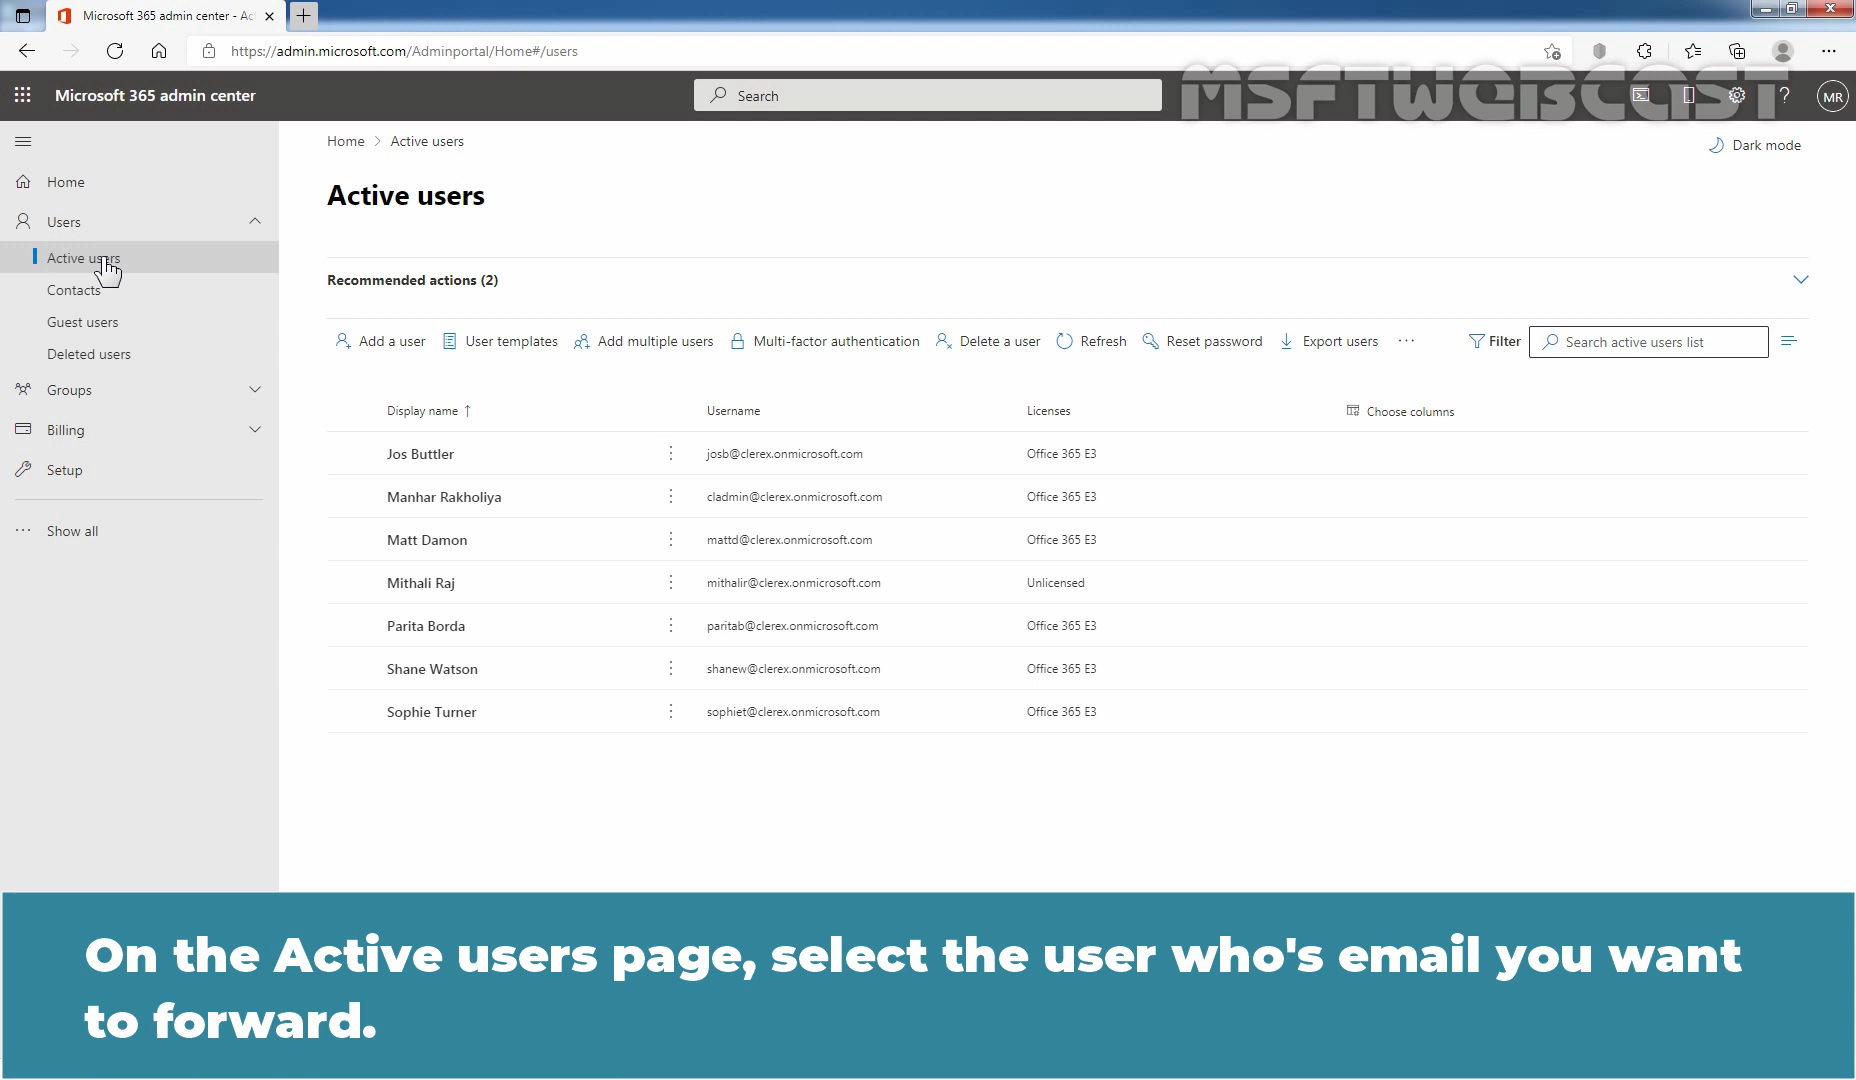 Microsoft 365 admin center - Ac
https://admin.microsoft.com/Adminportal/Home#/users
Microsoft 365 admin center
Search
MSFTWEBCAST
MR
Home > Active users
Dark mode
Home
Users
Active users
Contacts
Guest users
Deleted users
Groups
Billing
Setup
Show all
Active users
Recommended actions (2)
Add a user User templates Add multiple users Multi-factor authentication Delete a user Refresh Reset password Export users ... Filter Search active users list
Display name ↑ Username Licenses Choose columns
Jos Buttler josb@clerex.onmicrosoft.com Office 365 E3
Manhar Rakholiya cladmin@clerex.onmicrosoft.com Office 365 E3
Matt Damon mattd@clerex.onmicrosoft.com Office 365 E3
Mithali Raj mithalir@clerex.onmicrosoft.com Unlicensed
Parita Borda paritab@clerex.onmicrosoft.com Office 365 E3
Shane Watson shanew@clerex.onmicrosoft.com Office 365 E3
Sophie Turner sophiet@clerex.onmicrosoft.com Office 365 E3
On the Active users page, select the user who's email you want
to forward.